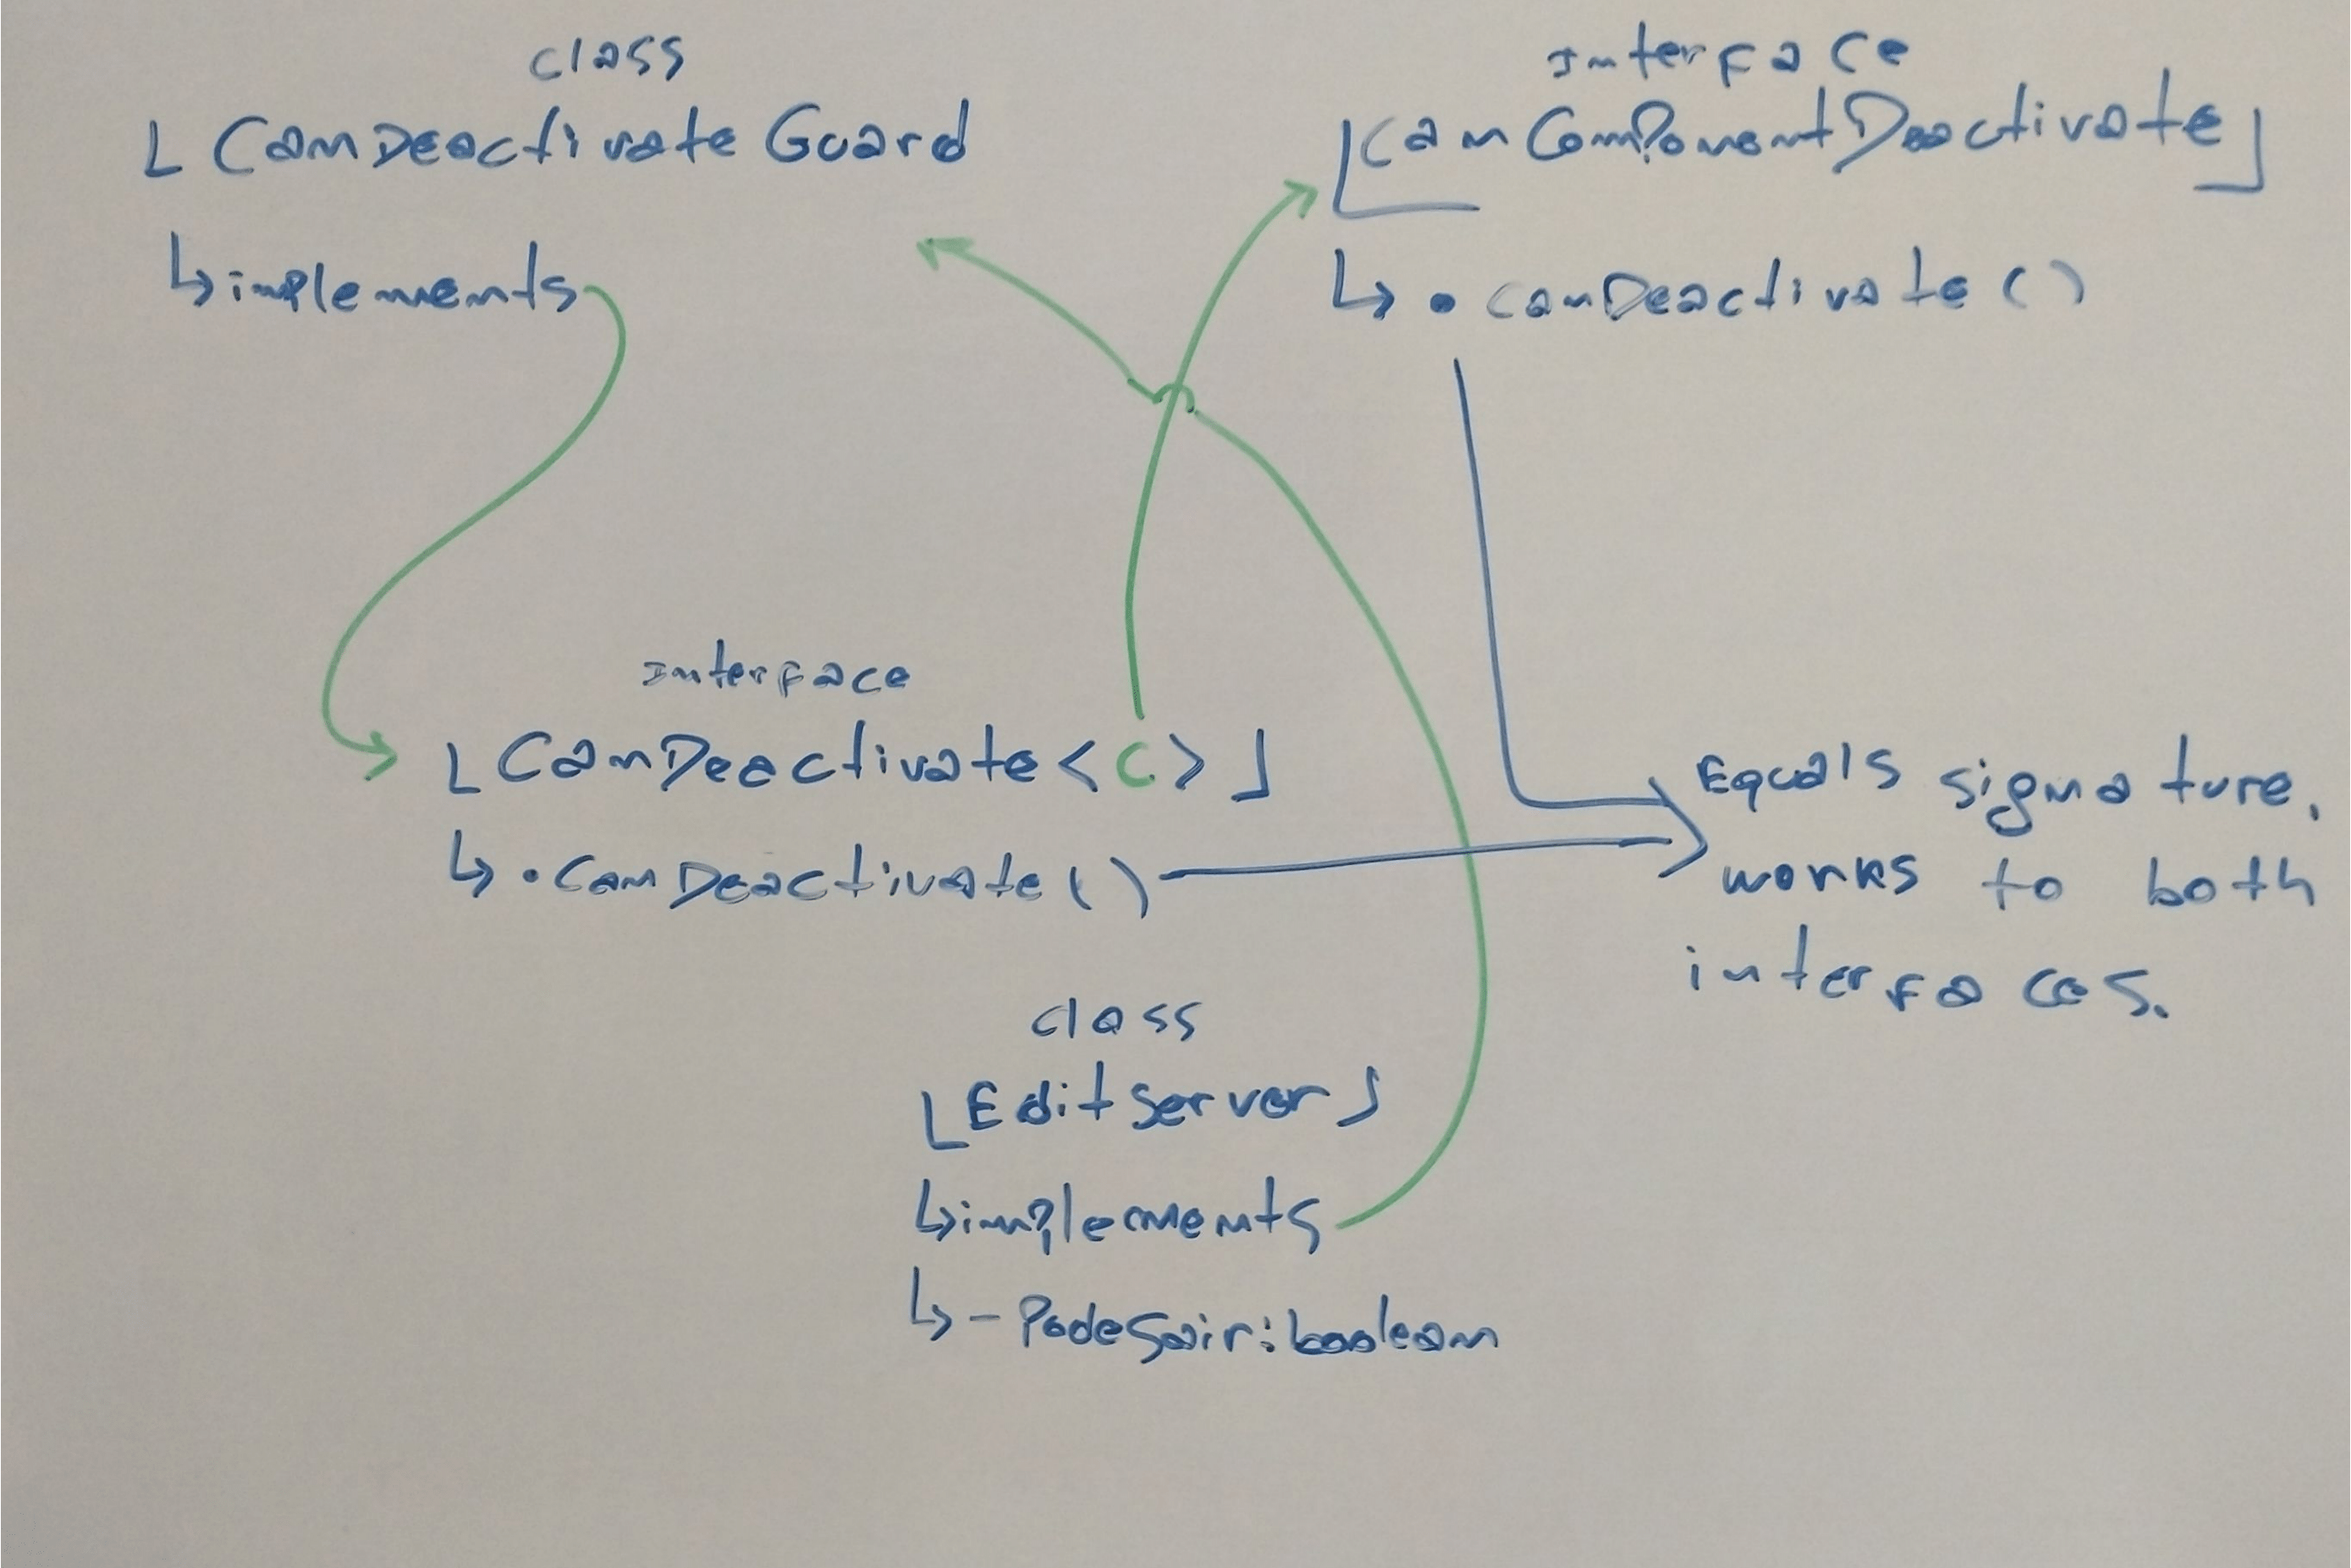 class
CanDeactivateGuard
implements
Interface
CanComponentDeactivate
• canDeactivate()
Interface
CanDeactivate<C>
• CanDeactivate()
Equals signature,
works to both
interfaces.
class
EditServer
implements
- PodeSair: boolean